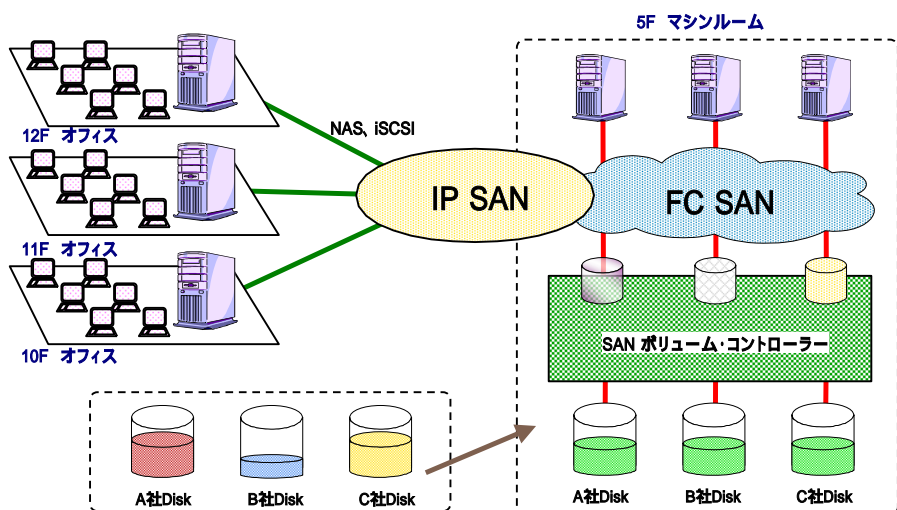 5F マシンルーム
12F オフィス
NAS、iSCSI
11F オフィス
IP SAN
FC SAN
10F オフィス
SAN ボリューム・コントローラー
A社Disk
B社Disk
C社Disk
A社Disk
B社Disk
C社Disk